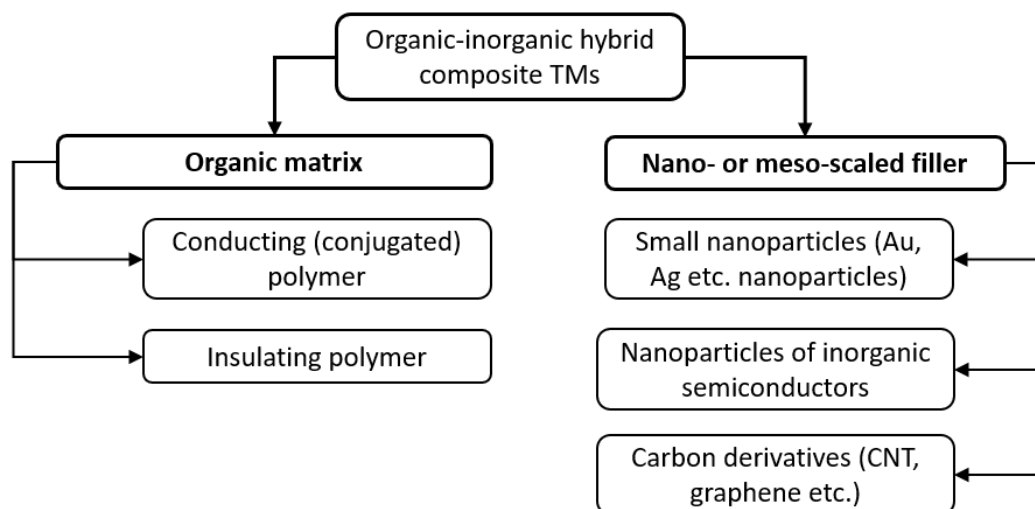 Organic-inorganic hybrid
composite TMs
Organic matrix
Conducting (conjugated)
polymer
Insulating polymer
Nano- or meso-scaled filler
Small nanoparticles (Au,
Ag etc. nanoparticles)
Nanoparticles of inorganic
semiconductors
Carbon derivatives (CNT,
graphene etc.)